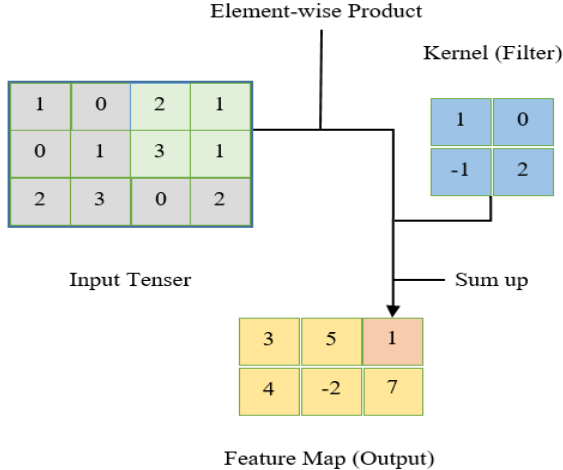 Element-wise Product
Kernel (Filter)
1 0 2 1
0 1 3 1
2 3 0 2
1 0
-1 2
Input Tenser
Sum up
3 5 1
4 -2 7
Feature Map (Output)